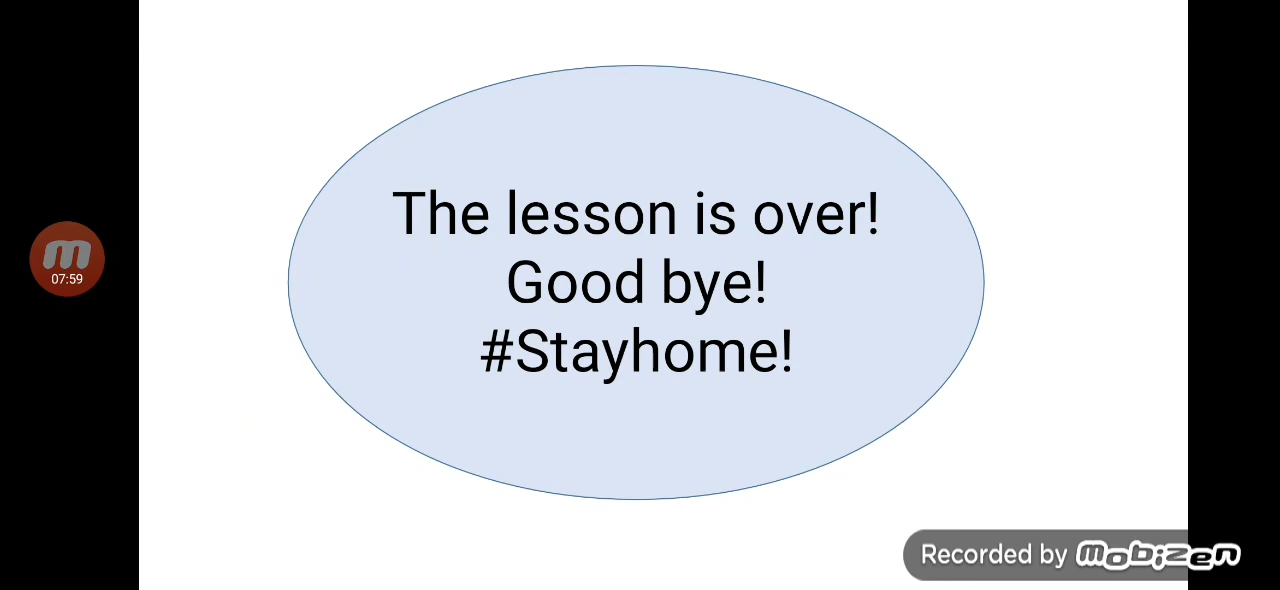 The lesson is over!
Good bye!
#Stayhome!
07:59
Recorded by Mobizen